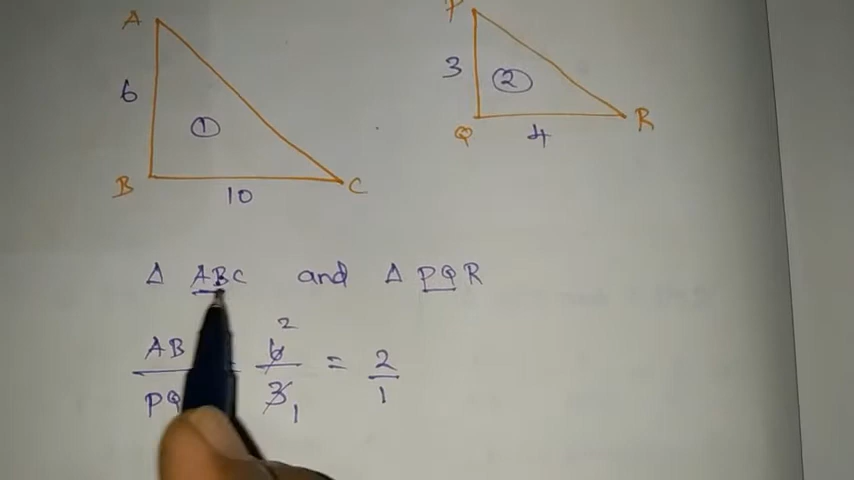 A
P
6
①
3
②
B
10
C
Q
4
R
Δ ABC and Δ PQR
AB 6 2 = 2
PQ 3 1 1